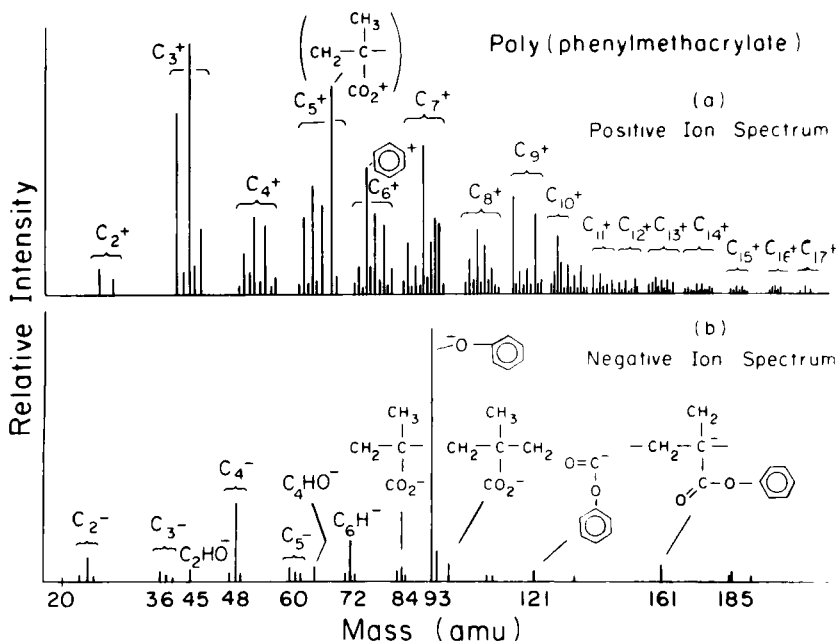 Poly(phenylmethacrylate)
(a)
Positive Ion Spectrum
Relative Intensity
C2+
C3+
C4+
C5+
CH3
CH2 — C —
CO2+
+
C6+
C7+
C8+
C9+
C10+
C11+
C12+
C13+
C14+
C15+
C16+
C17+
(b)
Negative Ion Spectrum
C2−
C3−
C2HO−
C4−
C5−
C4HO−
C6H−
CH3
CH2 — C —
CO2−
−O
CH3
CH2 — C — CH2
CO2−
O=C−
O
CH2
— CH2 — C− —
C — O
O
20 36 45 48 60 72 84 93 121 161 185
Mass (amu)